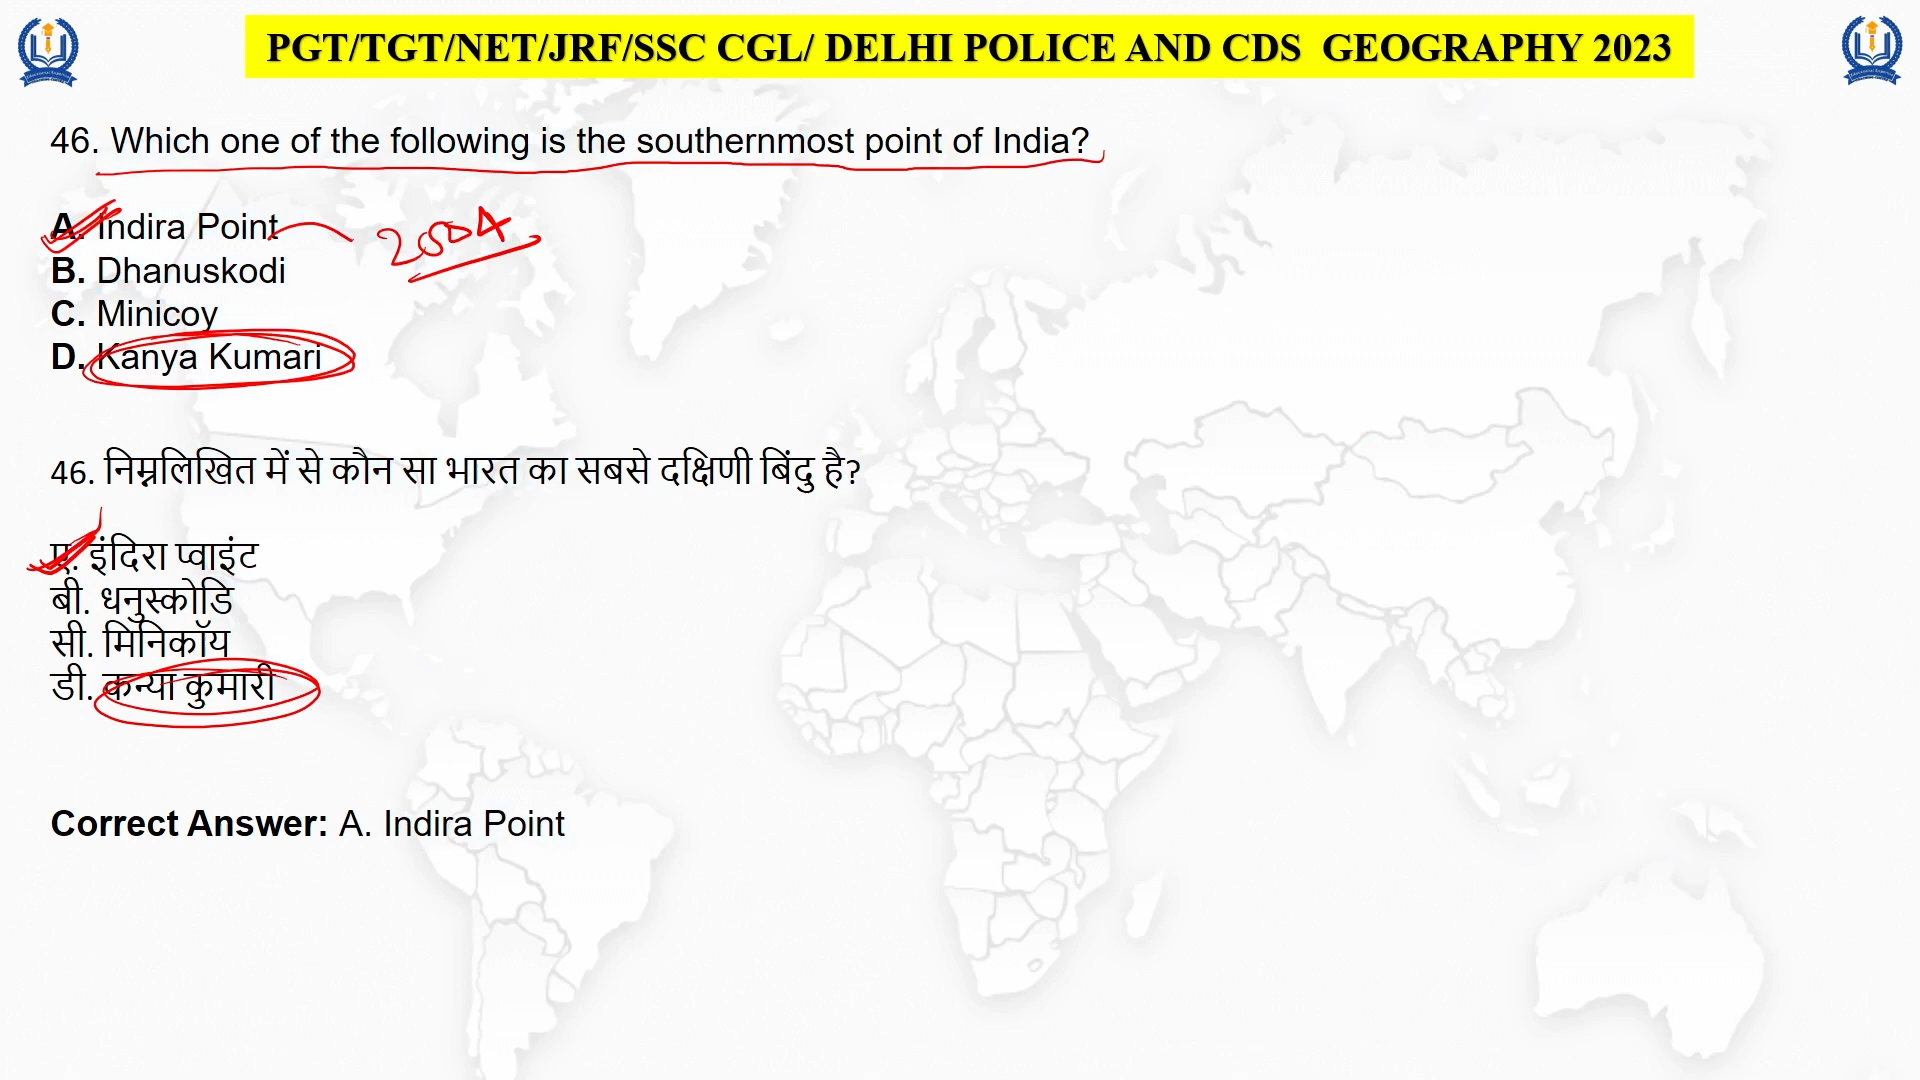 PGT/TGT/NET/JRF/SSC CGL/ DELHI POLICE AND CDS GEOGRAPHY 2023
46. Which one of the following is the southernmost point of India?
A. Indira Point
2004
B. Dhanuskodi
C. Minicoy
D. Kanya Kumari
46. निम्नलिखित में से कौन सा भारत का सबसे दक्षिणी बिंदु है?
ए. इंदिरा प्वाइंट
बी. धनुस्कोडि
सी. मिनिकॉय
डी. कन्या कुमारी
Correct Answer: A. Indira Point